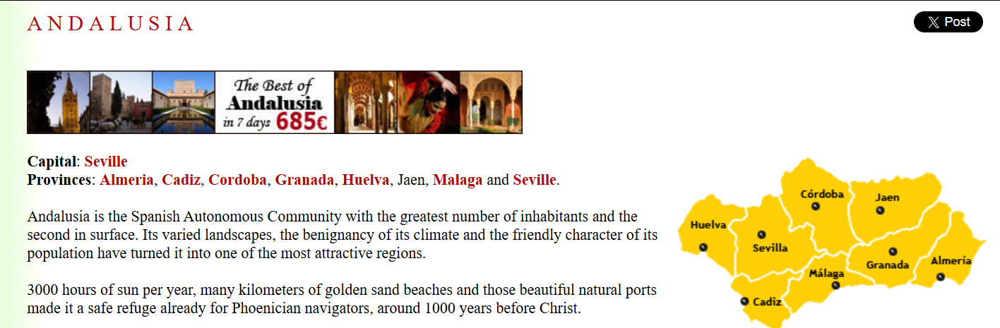 ANDALUSIA
Post
The Best of
Andalusia
in 7 days 685€
Capital: Seville
Provinces: Almeria, Cadiz, Cordoba, Granada, Huelva, Jaen, Malaga and Seville.
Andalusia is the Spanish Autonomous Community with the greatest number of inhabitants and the
second in surface. Its varied landscapes, the benignancy of its climate and the friendly character of its
population have turned it into one of the most attractive regions.
3000 hours of sun per year, many kilometers of golden sand beaches and those beautiful natural ports
made it a safe refuge already for Phoenician navigators, around 1000 years before Christ.
Córdoba
Jaen
Huelva
Sevilla
Granada
Almería
Málaga
Cadiz